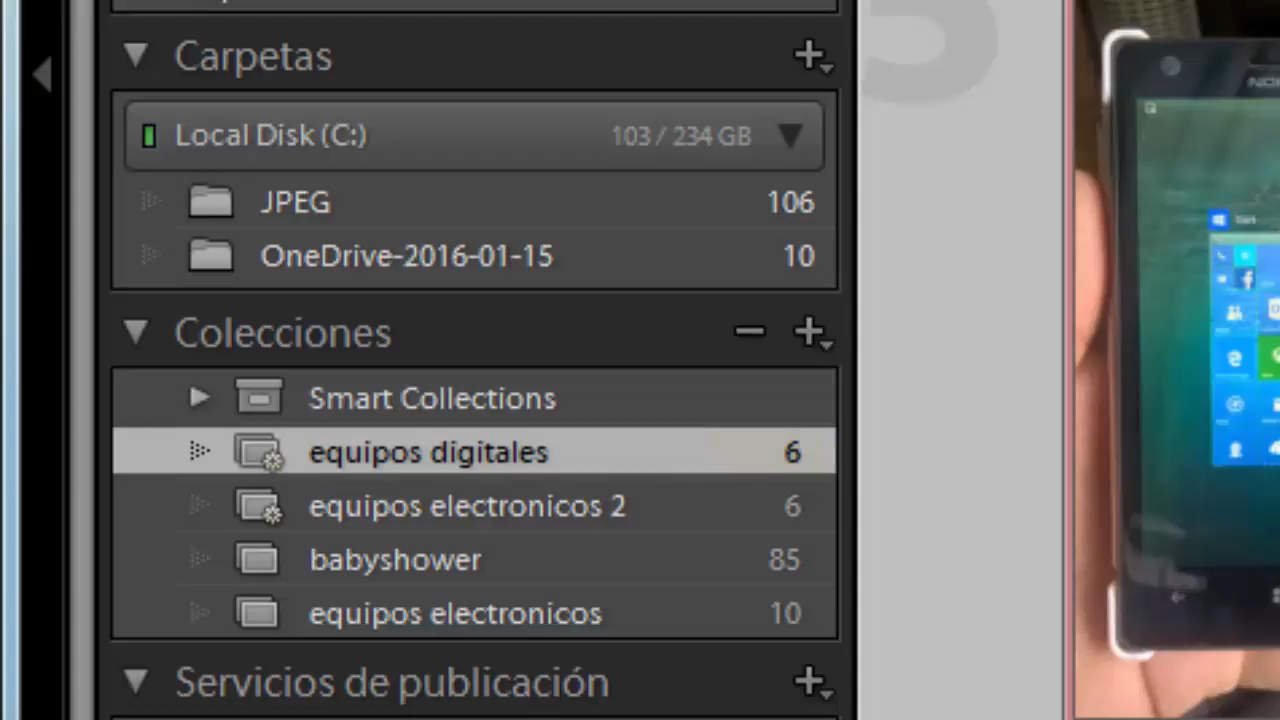 Carpetas
Local Disk (C:) 103 / 234 GB
JPEG 106
OneDrive-2016-01-15 10
Colecciones
Smart Collections
equipos digitales 6
equipos electronicos 2 6
babyshower 85
equipos electronicos 10
Servicios de publicación